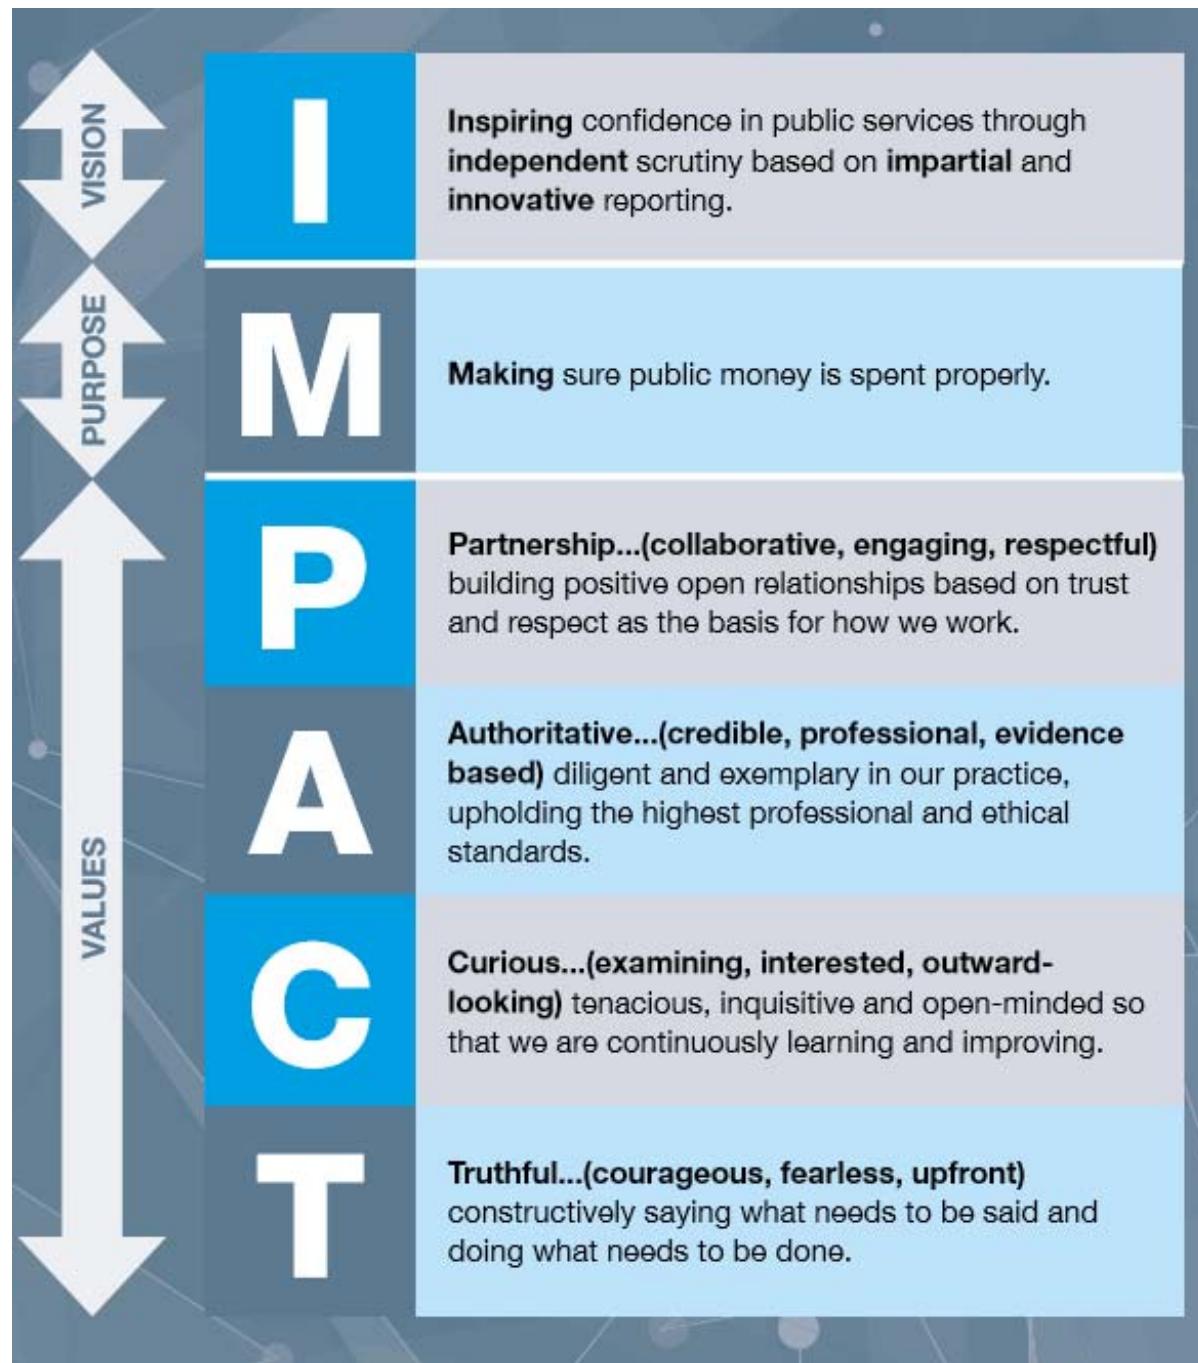 VISION
I
Inspiring confidence in public services through
independent scrutiny based on impartial and
innovative reporting.
PURPOSE
M
Making sure public money is spent properly.
VALUES
P
Partnership...(collaborative, engaging, respectful)
building positive open relationships based on trust
and respect as the basis for how we work.
A
Authoritative...(credible, professional, evidence
based) diligent and exemplary in our practice,
upholding the highest professional and ethical
standards.
C
Curious...(examining, interested, outward-
looking) tenacious, inquisitive and open-minded so
that we are continuously learning and improving.
T
Truthful...(courageous, fearless, upfront)
constructively saying what needs to be said and
doing what needs to be done.